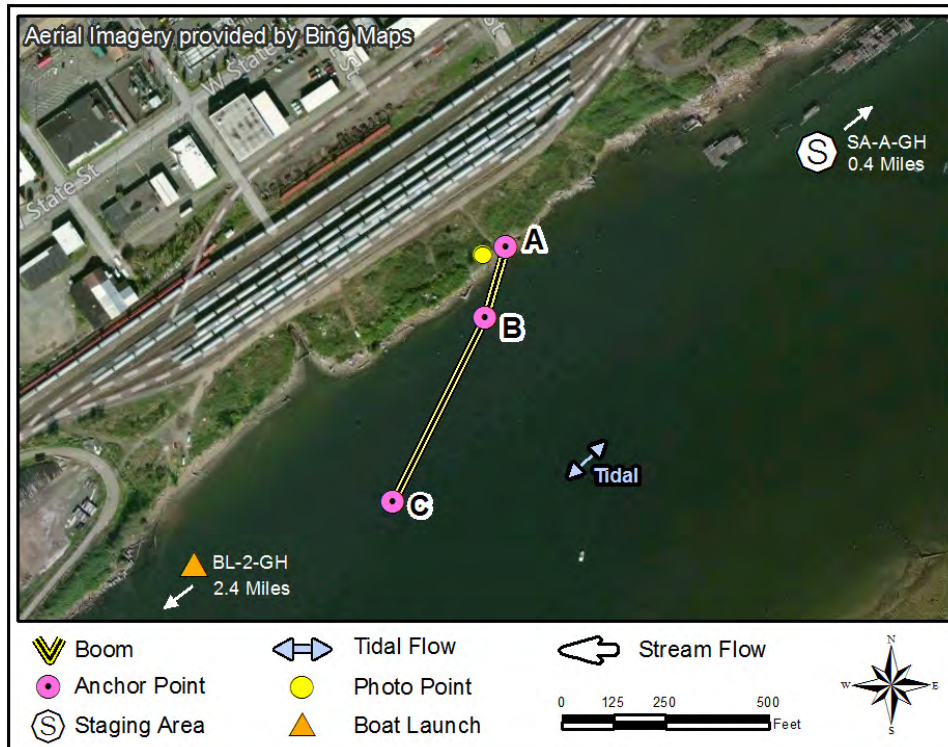 Aerial Imagery provided by Bing Maps
W State St
St
St
State St
S
SA-A-GH
0.4 Miles
A
B
C
Tidal
BL-2-GH
2.4 Miles
Boom
Tidal Flow
Stream Flow
Anchor Point
Photo Point
S
Staging Area
Boat Launch
0 125 250 500
Feet
N
W
E
S